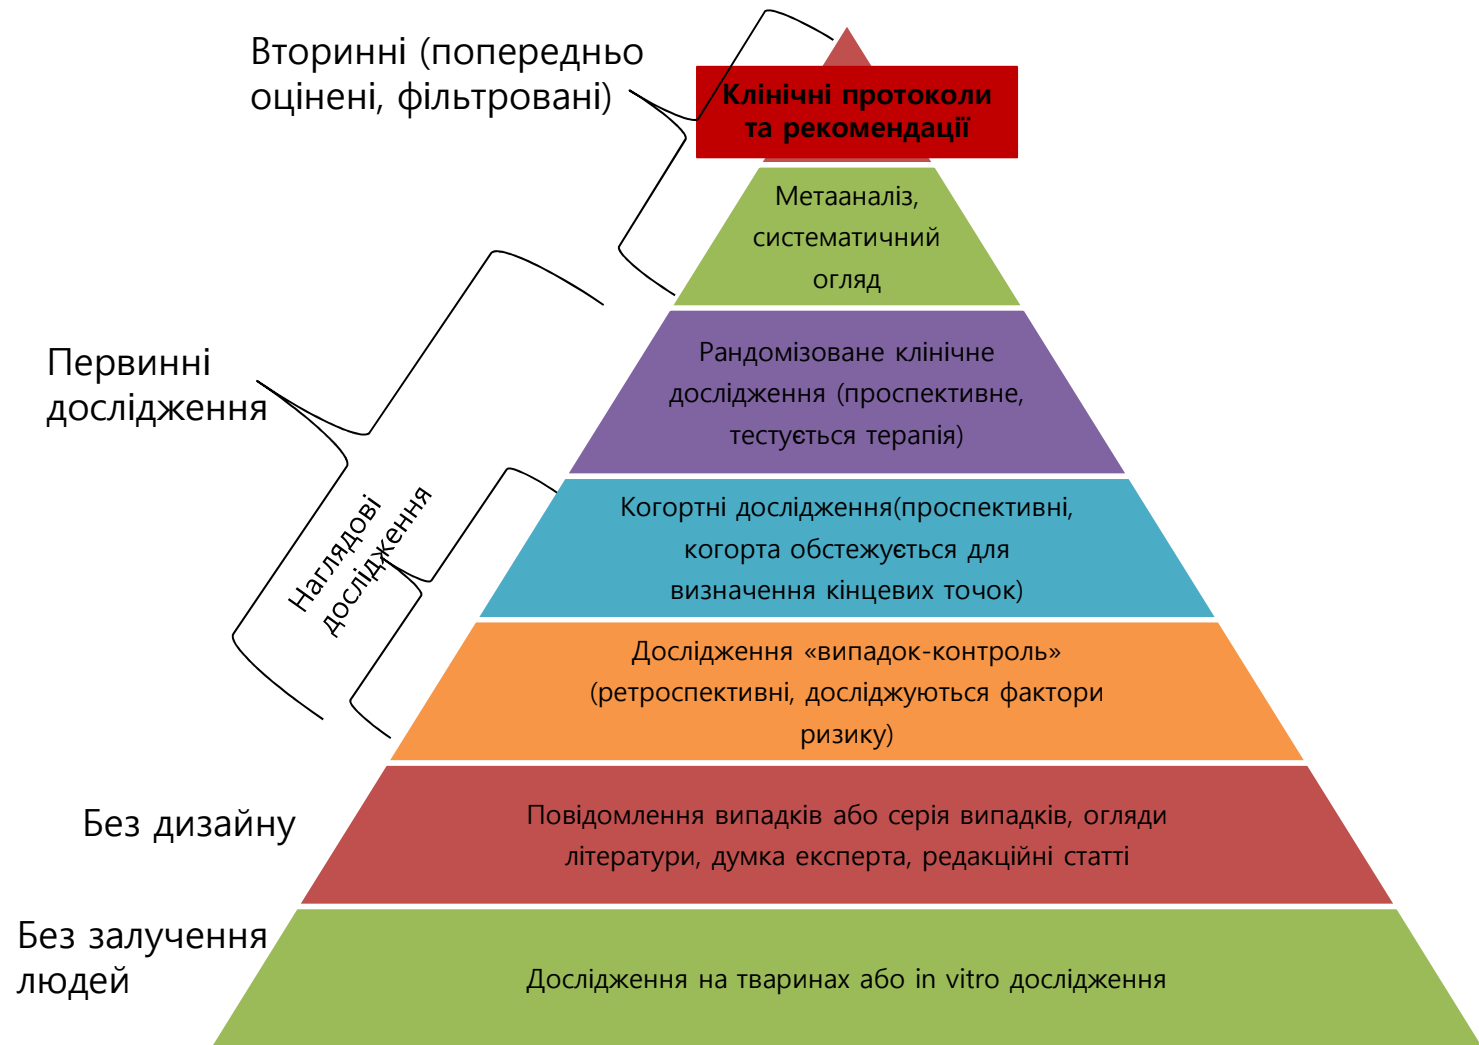 Вторинні (попередньо
оцінені, фільтровані)
Клінічні протоколи
та рекомендації
Метааналіз,
систематичний
огляд
Первинні
дослідження
Рандомізоване клінічне
дослідження (проспективне,
тестується терапія)
Наглядові
дослідження
Когортні дослідження(проспективні,
когорта обстежується для
визначення кінцевих точок)
Дослідження «випадок-контроль»
(ретроспективні, досліджуються фактори
ризику)
Без дизайну
Повідомлення випадків або серія випадків, огляди
літератури, думка експерта, редакційні статті
Без залучення
людей
Дослідження на тваринах або in vitro дослідження